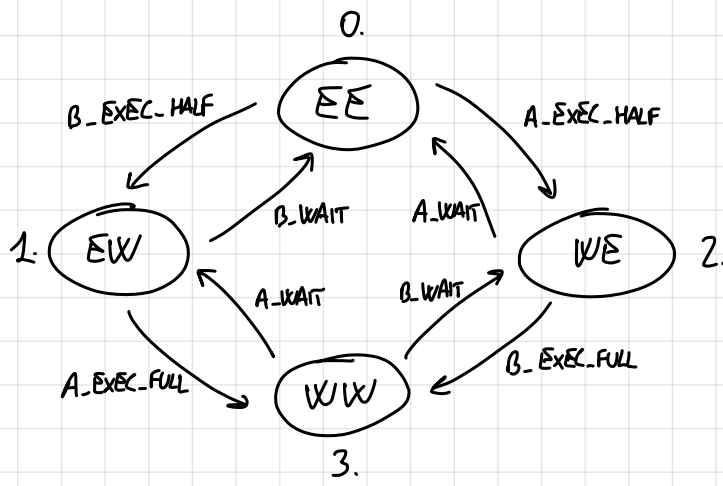 0.
EE
B_EXEC_HALF
A_EXEC_HALF
B_WAIT
A_WAIT
1.
EW
WE
2.
A_WAIT
B_WAIT
A_EXEC_FULL
B_EXEC_FULL
WW
3.